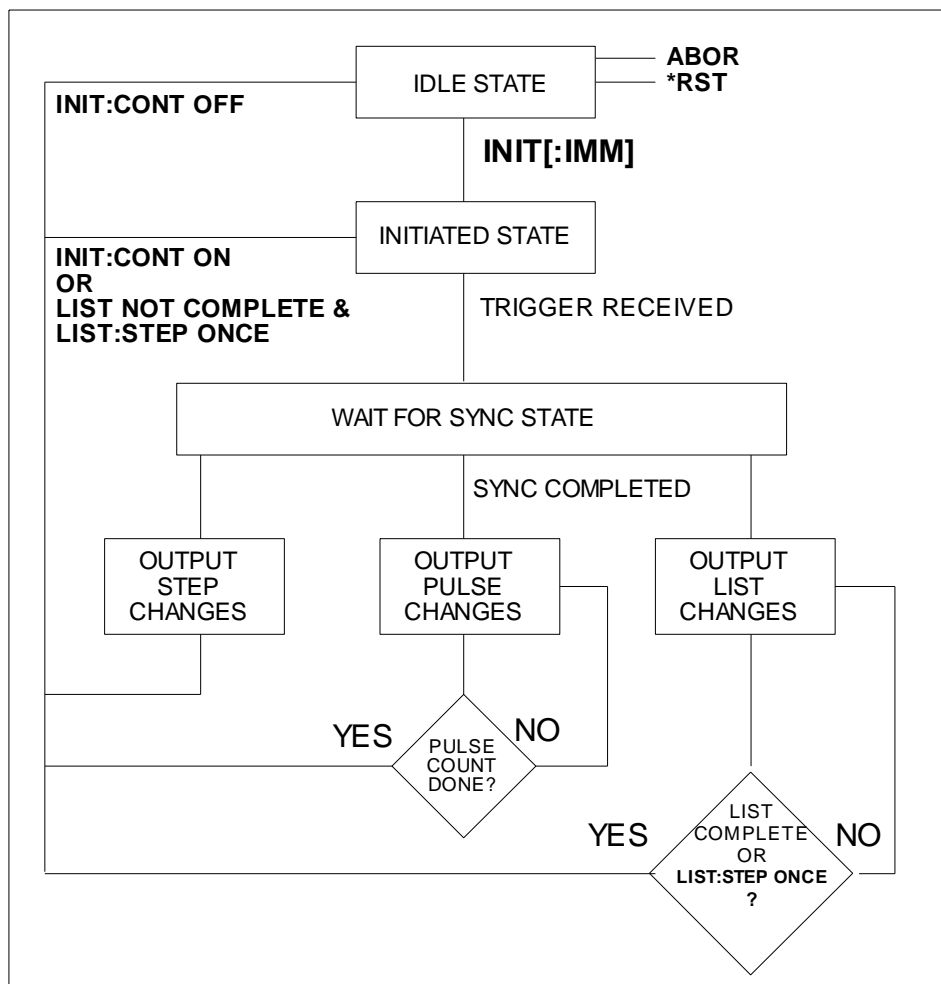 IDLE STATE
ABOR
*RST
INIT:CONT OFF
INIT[:IMM]
INITIATED STATE
INIT:CONT ON
OR
LIST NOT COMPLETE &
LIST:STEP ONCE
TRIGGER RECEIVED
WAIT FOR SYNC STATE
SYNC COMPLETED
OUTPUT
STEP
CHANGES
OUTPUT
PULSE
CHANGES
OUTPUT
LIST
CHANGES
YES
NO
PULSE
COUNT
DONE?
YES
NO
LIST
COMPLETE
OR
LIST:STEP ONCE
?